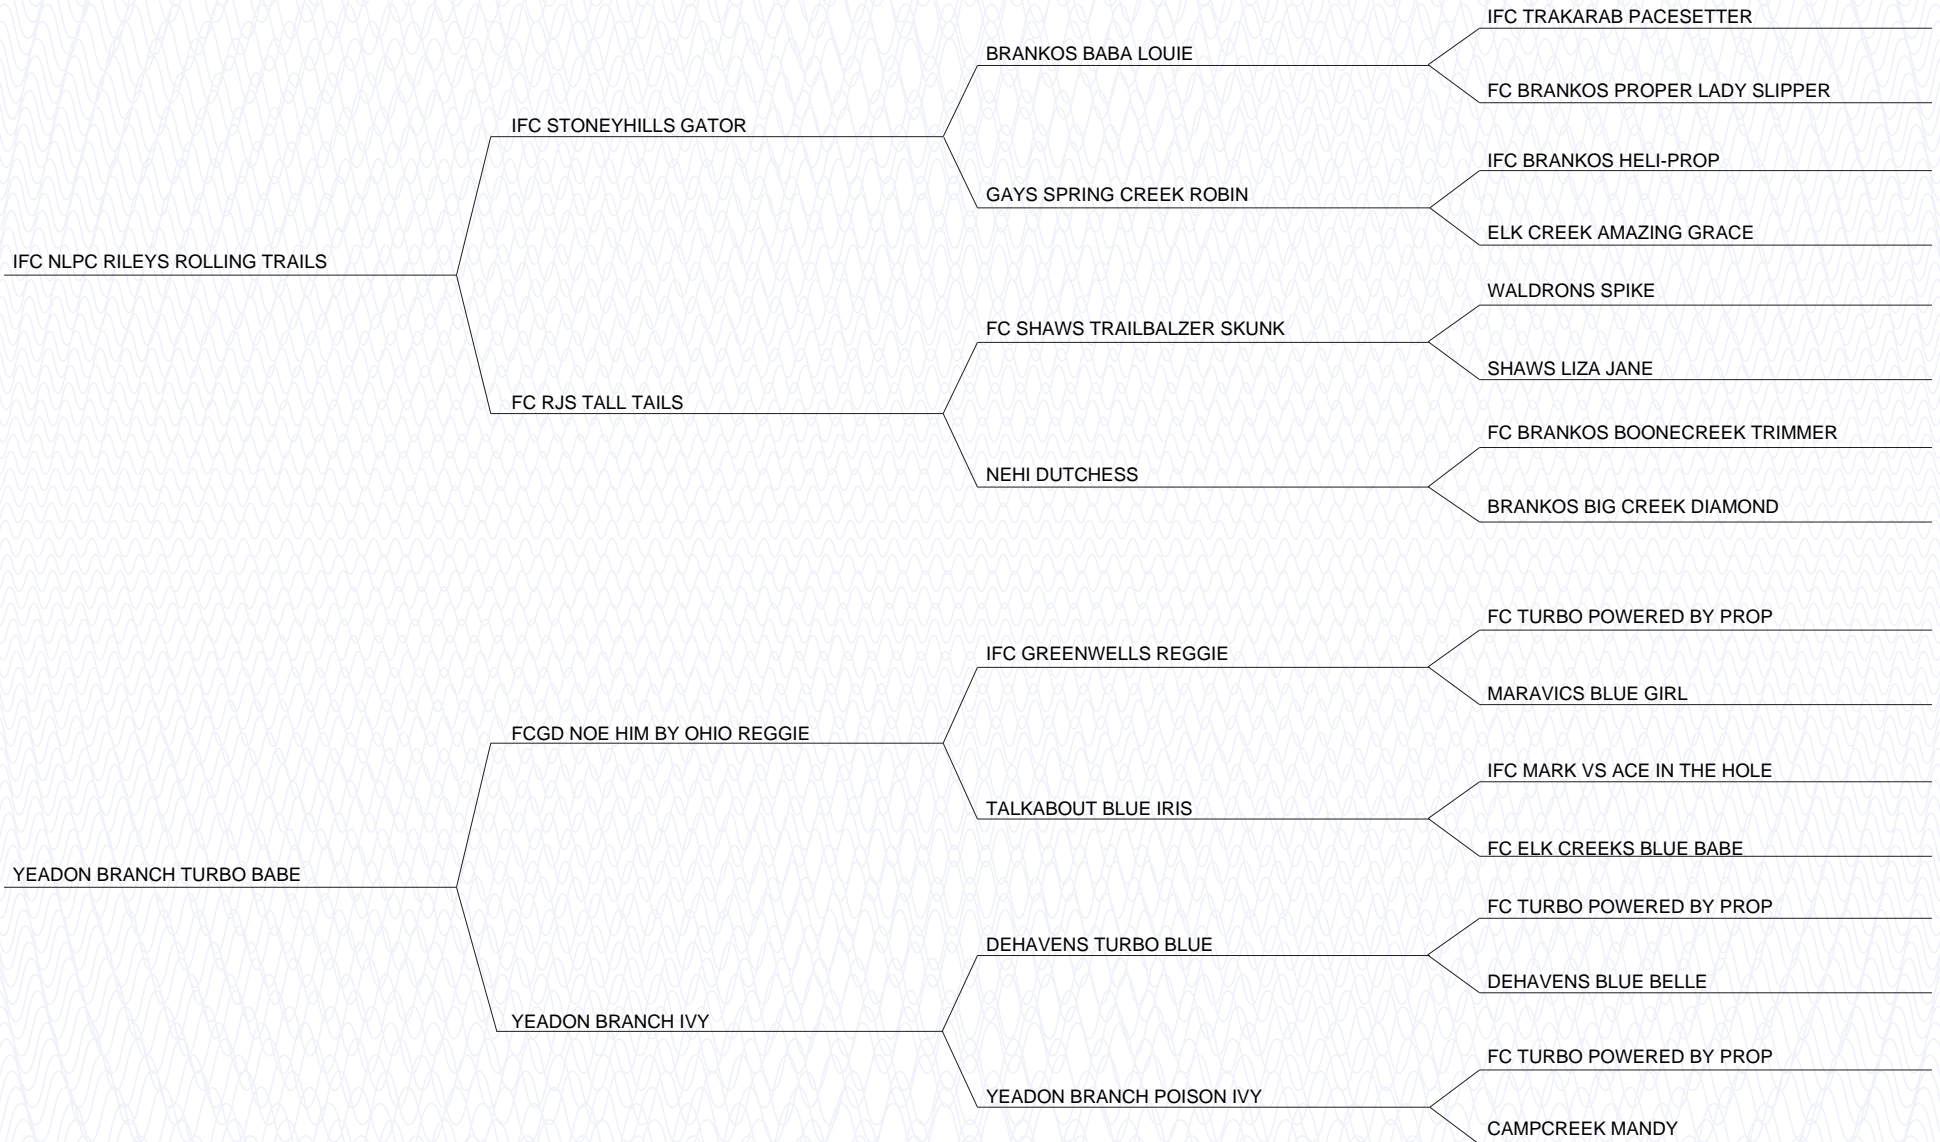 IFC TRAKARAB PACESETTER
BRANKOS BABA LOUIE
FC BRANKOS PROPER LADY SLIPPER
IFC STONEYHILLS GATOR
IFC BRANKOS HELI-PROP
GAYS SPRING CREEK ROBIN
ELK CREEK AMAZING GRACE
IFC NLPC RILEYS ROLLING TRAILS
WALDRONS SPIKE
FC SHAWS TRAILBALZER SKUNK
SHAWS LIZA JANE
FC RJS TALL TAILS
FC BRANKOS BOONECREEK TRIMMER
NEHI DUTCHESS
BRANKOS BIG CREEK DIAMOND
FC TURBO POWERED BY PROP
IFC GREENWELLS REGGIE
MARAVICS BLUE GIRL
FCGD NOE HIM BY OHIO REGGIE
IFC MARK VS ACE IN THE HOLE
TALKABOUT BLUE IRIS
FC ELK CREEKS BLUE BABE
YEADON BRANCH TURBO BABE
FC TURBO POWERED BY PROP
DEHAVENS TURBO BLUE
DEHAVENS BLUE BELLE
YEADON BRANCH IVY
FC TURBO POWERED BY PROP
YEADON BRANCH POISON IVY
CAMPCREEK MANDY